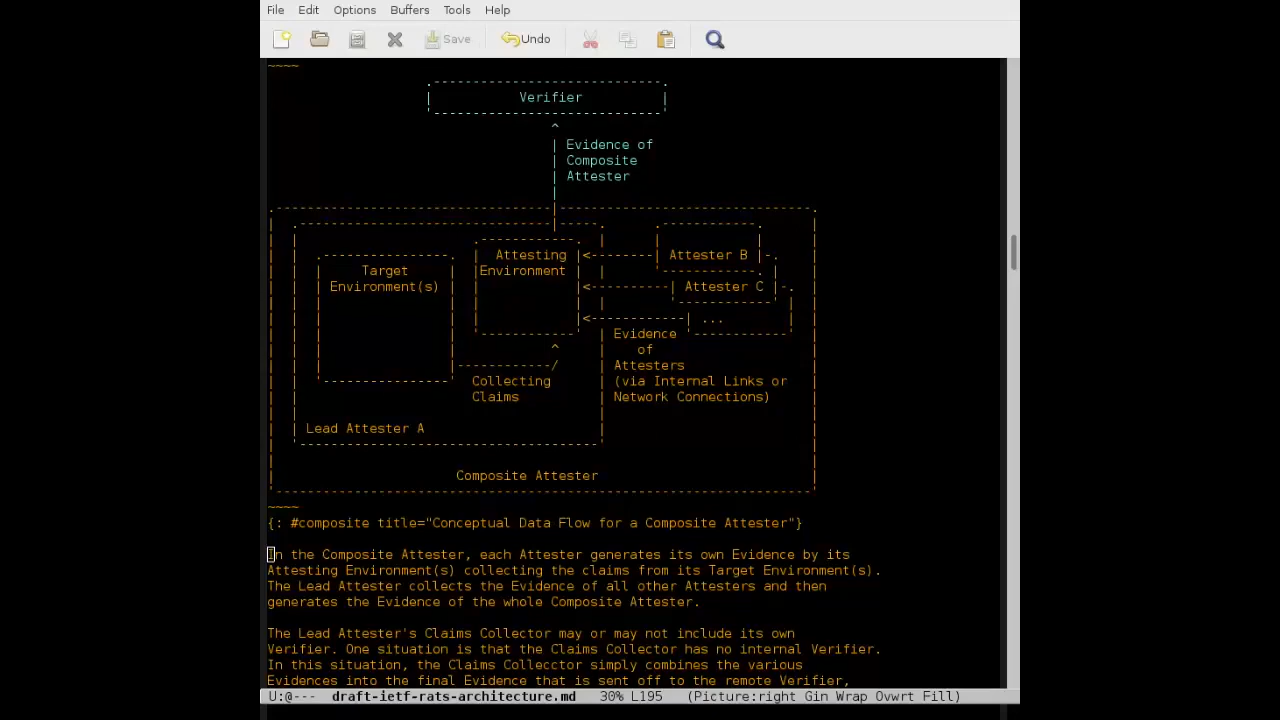 File Edit Options Buffers Tools Help
Save Undo
~~~~
Verifier
^
| Evidence of
| Composite
| Attester
Attesting |<--------| Attester B |-.
Target | |Environment |
Environment(s) | |<----------| Attester C |-.
|<------------| ...
Evidence
^ of
|------------/ Attesters
Collecting | (via Internal Links or
Claims | Network Connections)
Lead Attester A
Composite Attester
~~~~
{: #composite title="Conceptual Data Flow for a Composite Attester"}
In the Composite Attester, each Attester generates its own Evidence by its
Attesting Environment(s) collecting the claims from its Target Environment(s).
The Lead Attester collects the Evidence of all other Attesters and then
generates the Evidence of the whole Composite Attester.
The Lead Attester's Claims Collector may or may not include its own
Verifier. One situation is that the Claims Collector has no internal Verifier.
In this situation, the Claims Collecctor simply combines the various
Evidences into the final Evidence that is sent off to the remote Verifier,
U:@--- draft-ietf-rats-architecture.md 30% L195 (Picture:right Gin Wrap Ovwrt Fill)